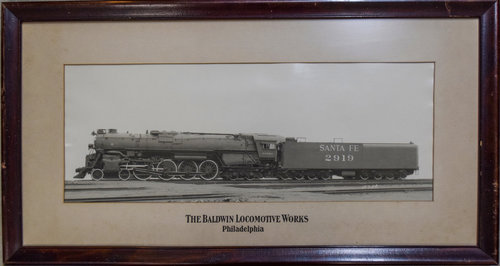 SANTA FE
2919
THE BALDWIN LOCOMOTIVE WORKS
Philadelphia